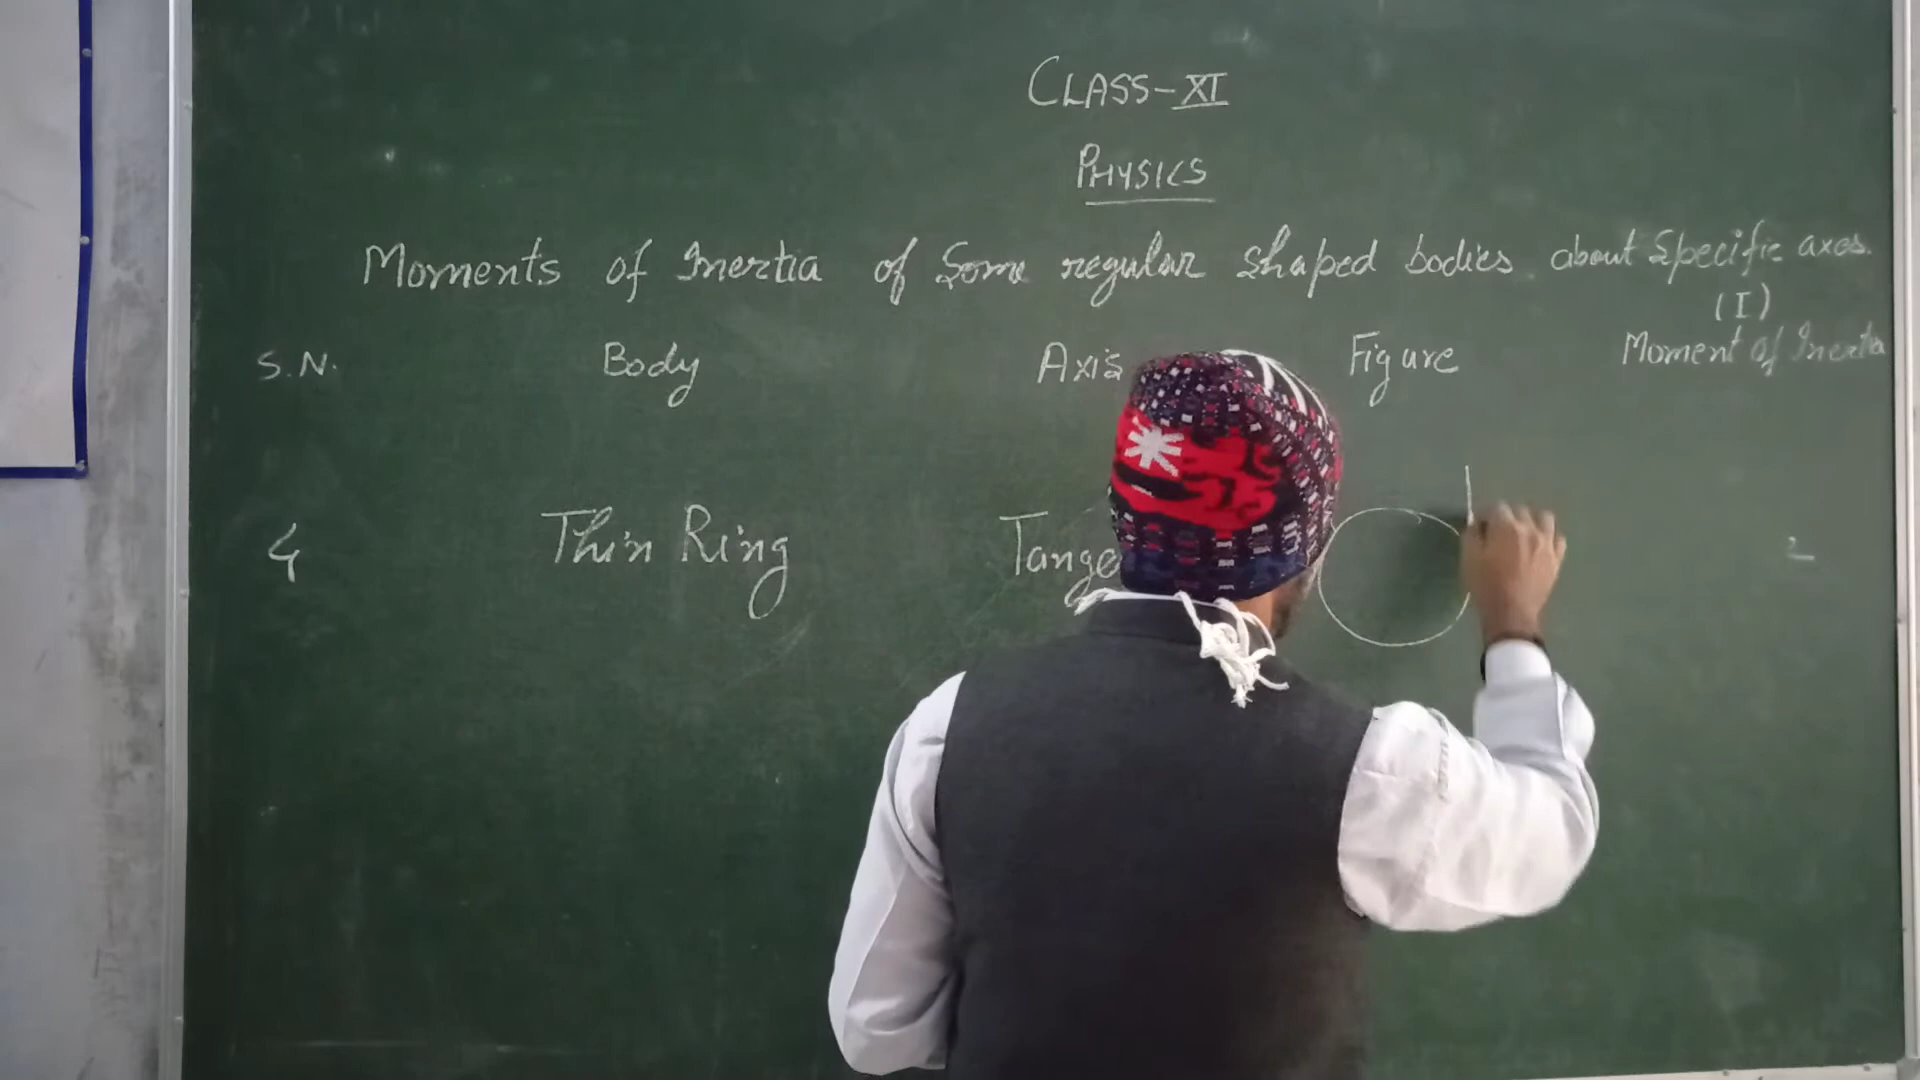 CLASS-XI
PHYSICS
Moments of Inertia of Some regular shaped bodies about Specific axes.
(I)
S.N. Body Axis Figure Moment of Inertia
4 Thin Ring